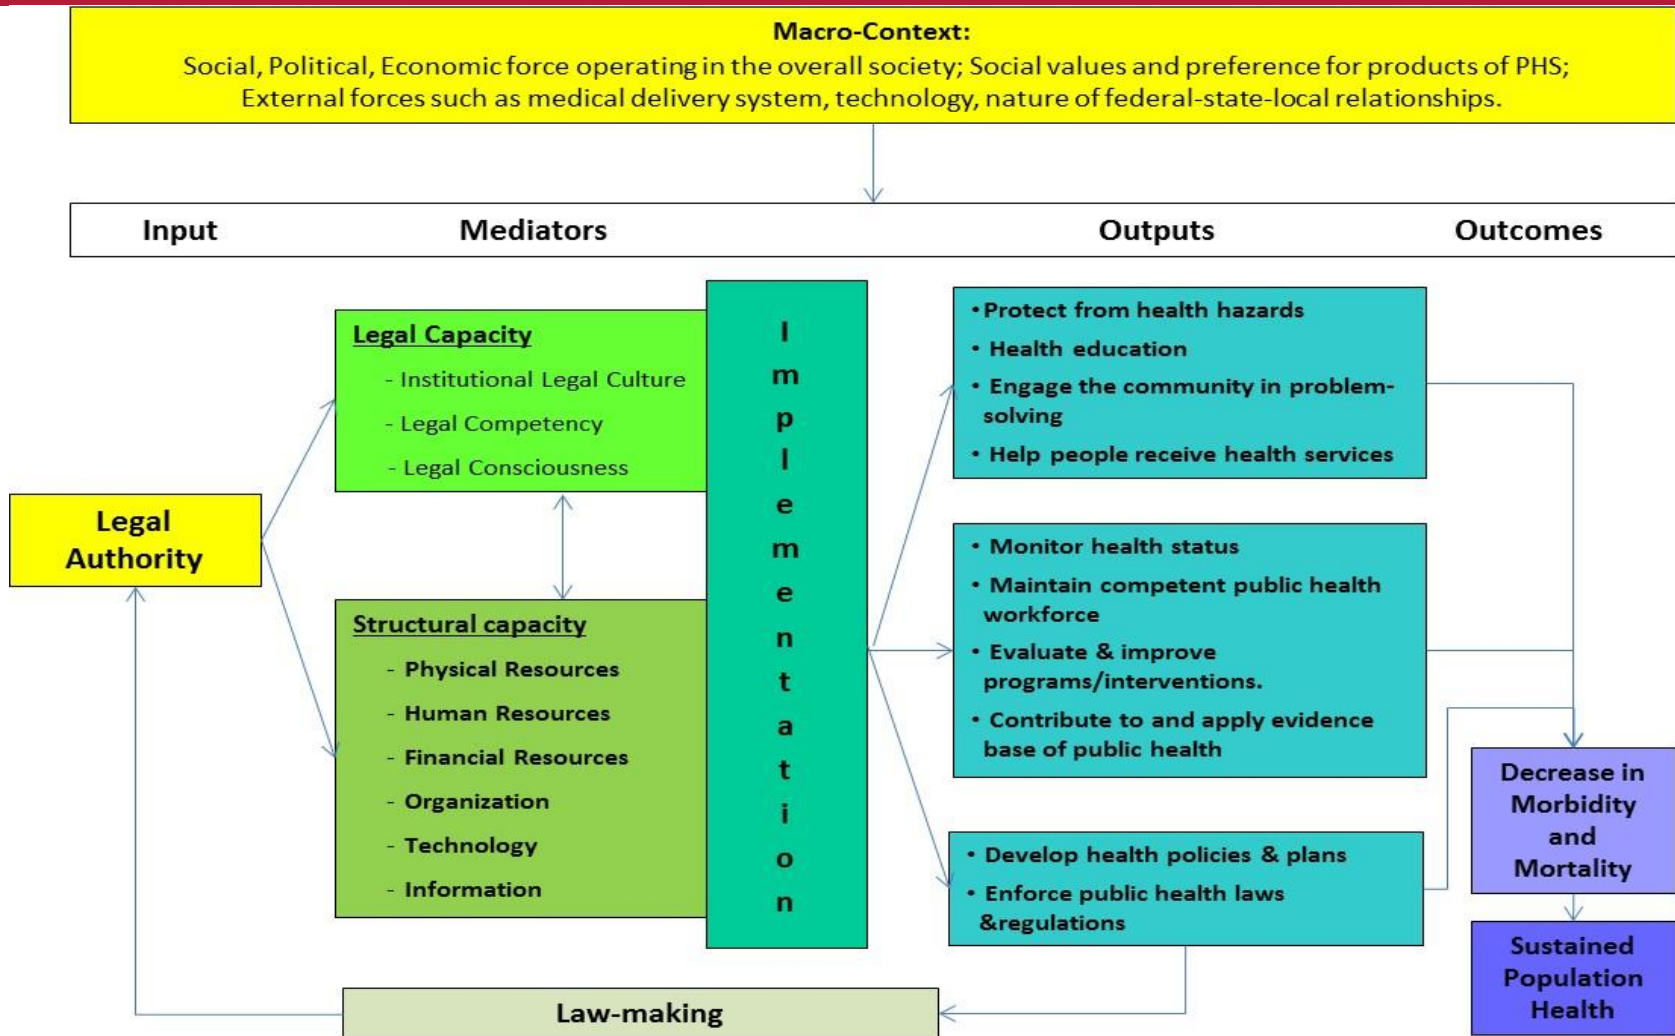 Macro-Context:
Social, Political, Economic force operating in the overall society; Social values and preference for products of PHS;
External forces such as medical delivery system, technology, nature of federal-state-local relationships.
Input Mediators Outputs Outcomes
Legal
Authority
Legal Capacity
- Institutional Legal Culture
- Legal Competency
- Legal Consciousness
Structural capacity
- Physical Resources
- Human Resources
- Financial Resources
- Organization
- Technology
- Information
I
m
p
l
e
m
e
n
t
a
t
i
o
n
• Protect from health hazards
• Health education
• Engage the community in problem-
solving
• Help people receive health services
• Monitor health status
• Maintain competent public health
workforce
• Evaluate & improve
programs/interventions.
• Contribute to and apply evidence
base of public health
• Develop health policies & plans
• Enforce public health laws
&regulations
Decrease in
Morbidity
and
Mortality
Sustained
Population
Health
Law-making